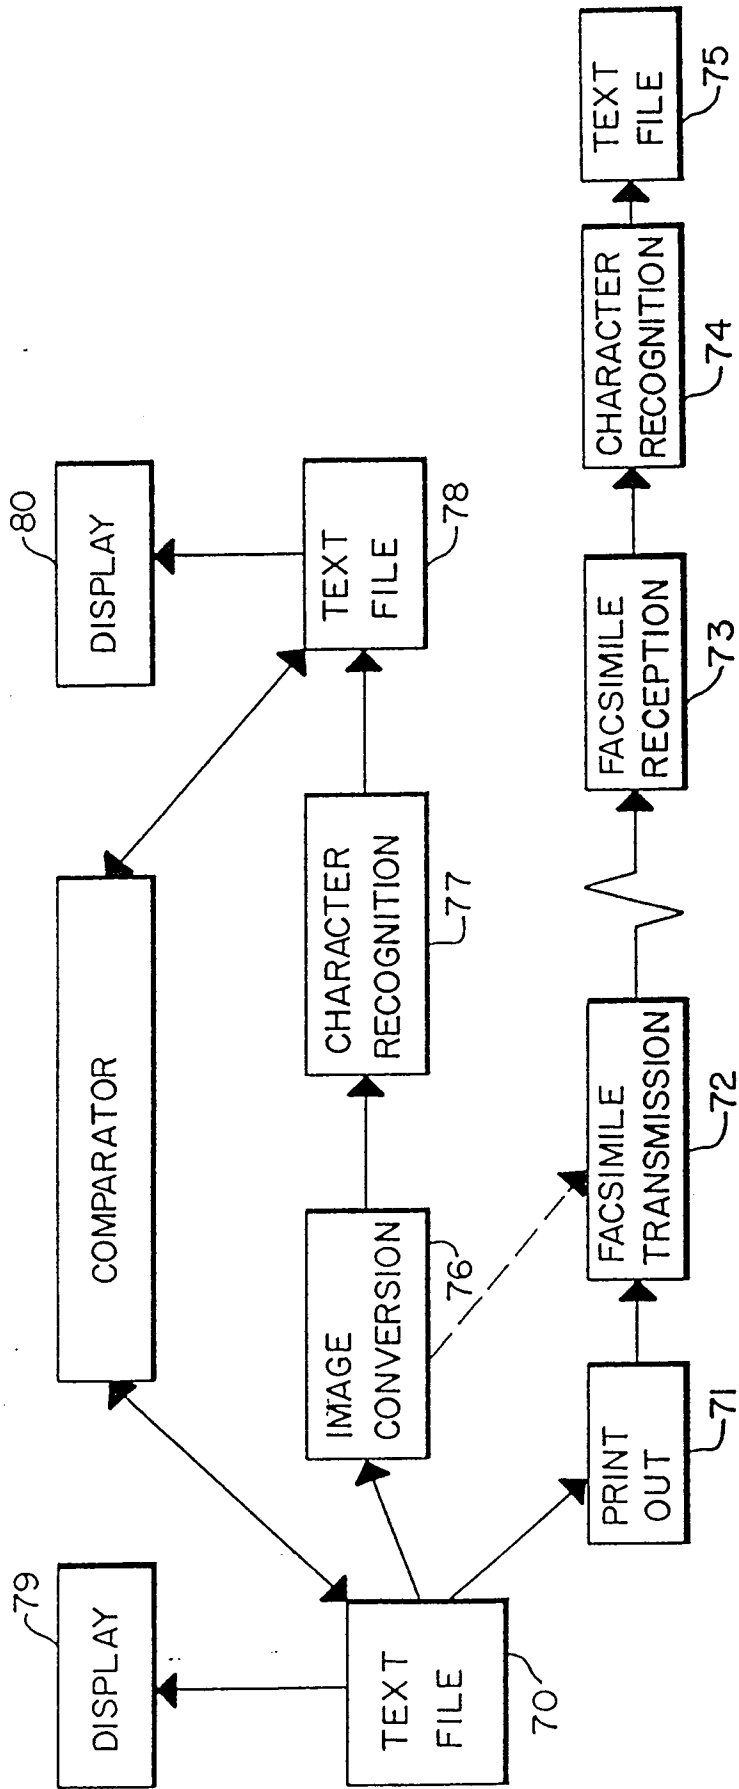 79
DISPLAY
COMPARATOR
80
DISPLAY
TEXT
FILE
70
IMAGE
CONVERSION
76
CHARACTER
RECOGNITION
77
TEXT
FILE
78
PRINT
OUT
71
FACSIMILE
TRANSMISSION
72
FACSIMILE
RECEPTION
73
CHARACTER
RECOGNITION
74
TEXT
FILE
75